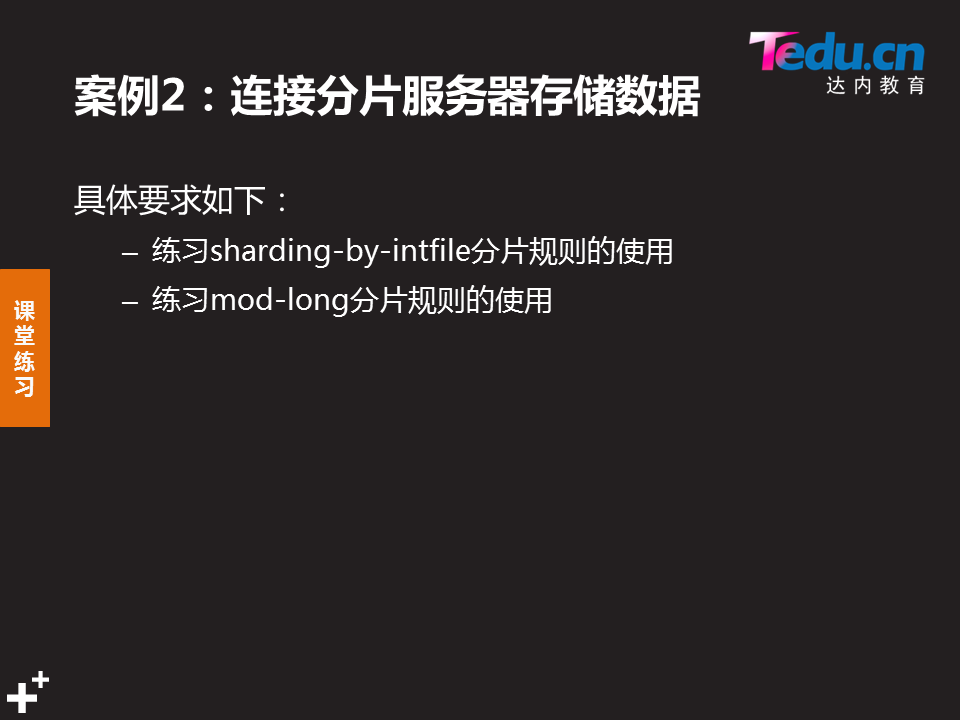 Tedu.cn
达内教育
案例2：连接分片服务器存储数据
具体要求如下：
– 练习sharding-by-intfile分片规则的使用
– 练习mod-long分片规则的使用
课
堂
练
习